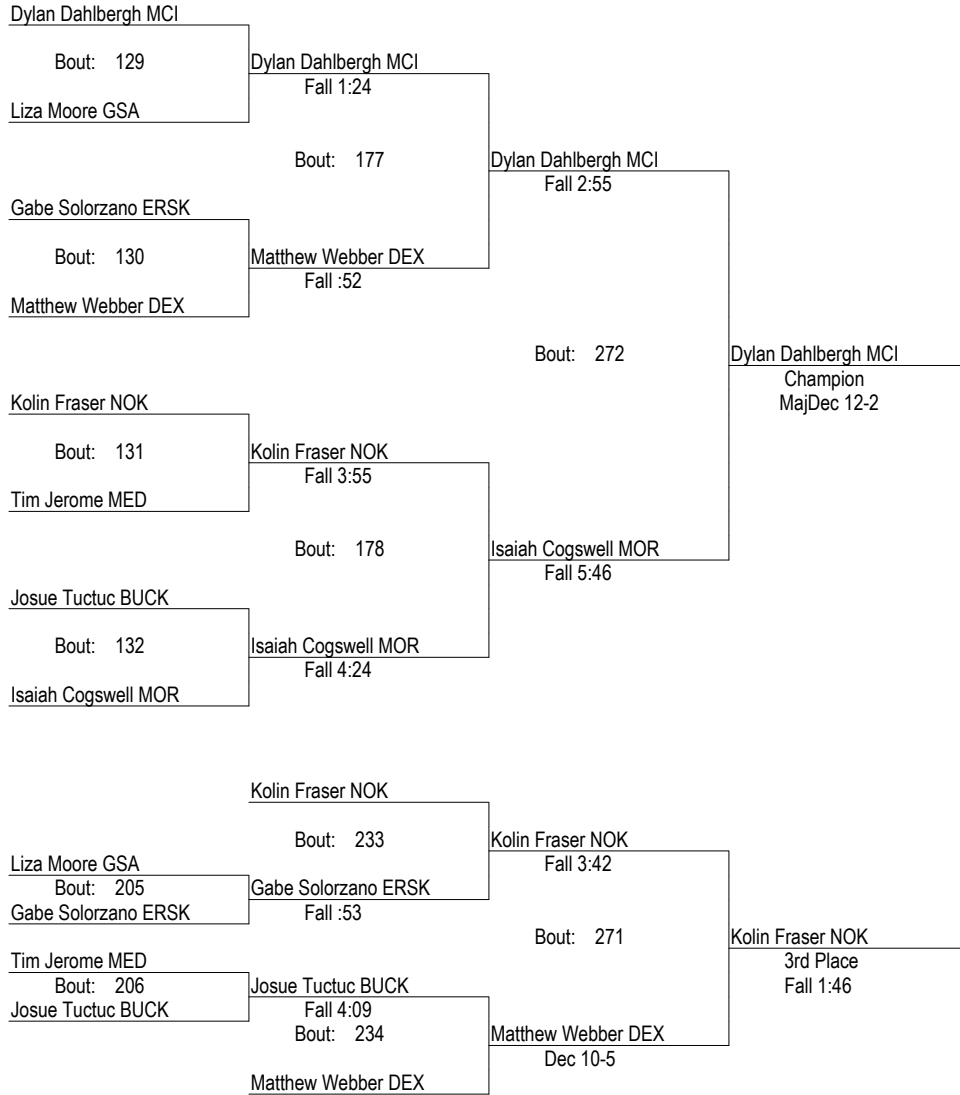 Dylan Dahlbergh MCI
Bout: 129
Dylan Dahlbergh MCI
Fall 1:24
Liza Moore GSA
Bout: 177
Dylan Dahlbergh MCI
Fall 2:55
Gabe Solorzano ERSK
Bout: 130
Matthew Webber DEX
Fall :52
Matthew Webber DEX
Bout: 272
Dylan Dahlbergh MCI
Champion
MajDec 12-2
Kolin Fraser NOK
Bout: 131
Kolin Fraser NOK
Fall 3:55
Tim Jerome MED
Bout: 178
Isaiah Cogswell MOR
Fall 5:46
Josue Tuctuc BUCK
Bout: 132
Isaiah Cogswell MOR
Fall 4:24
Isaiah Cogswell MOR
Kolin Fraser NOK
Bout: 233
Kolin Fraser NOK
Fall 3:42
Liza Moore GSA
Bout: 205
Gabe Solorzano ERSK
Gabe Solorzano ERSK
Fall :53
Bout: 271
Kolin Fraser NOK
3rd Place
Fall 1:46
Tim Jerome MED
Bout: 206
Josue Tuctuc BUCK
Josue Tuctuc BUCK
Fall 4:09
Bout: 234
Matthew Webber DEX
Dec 10-5
Matthew Webber DEX